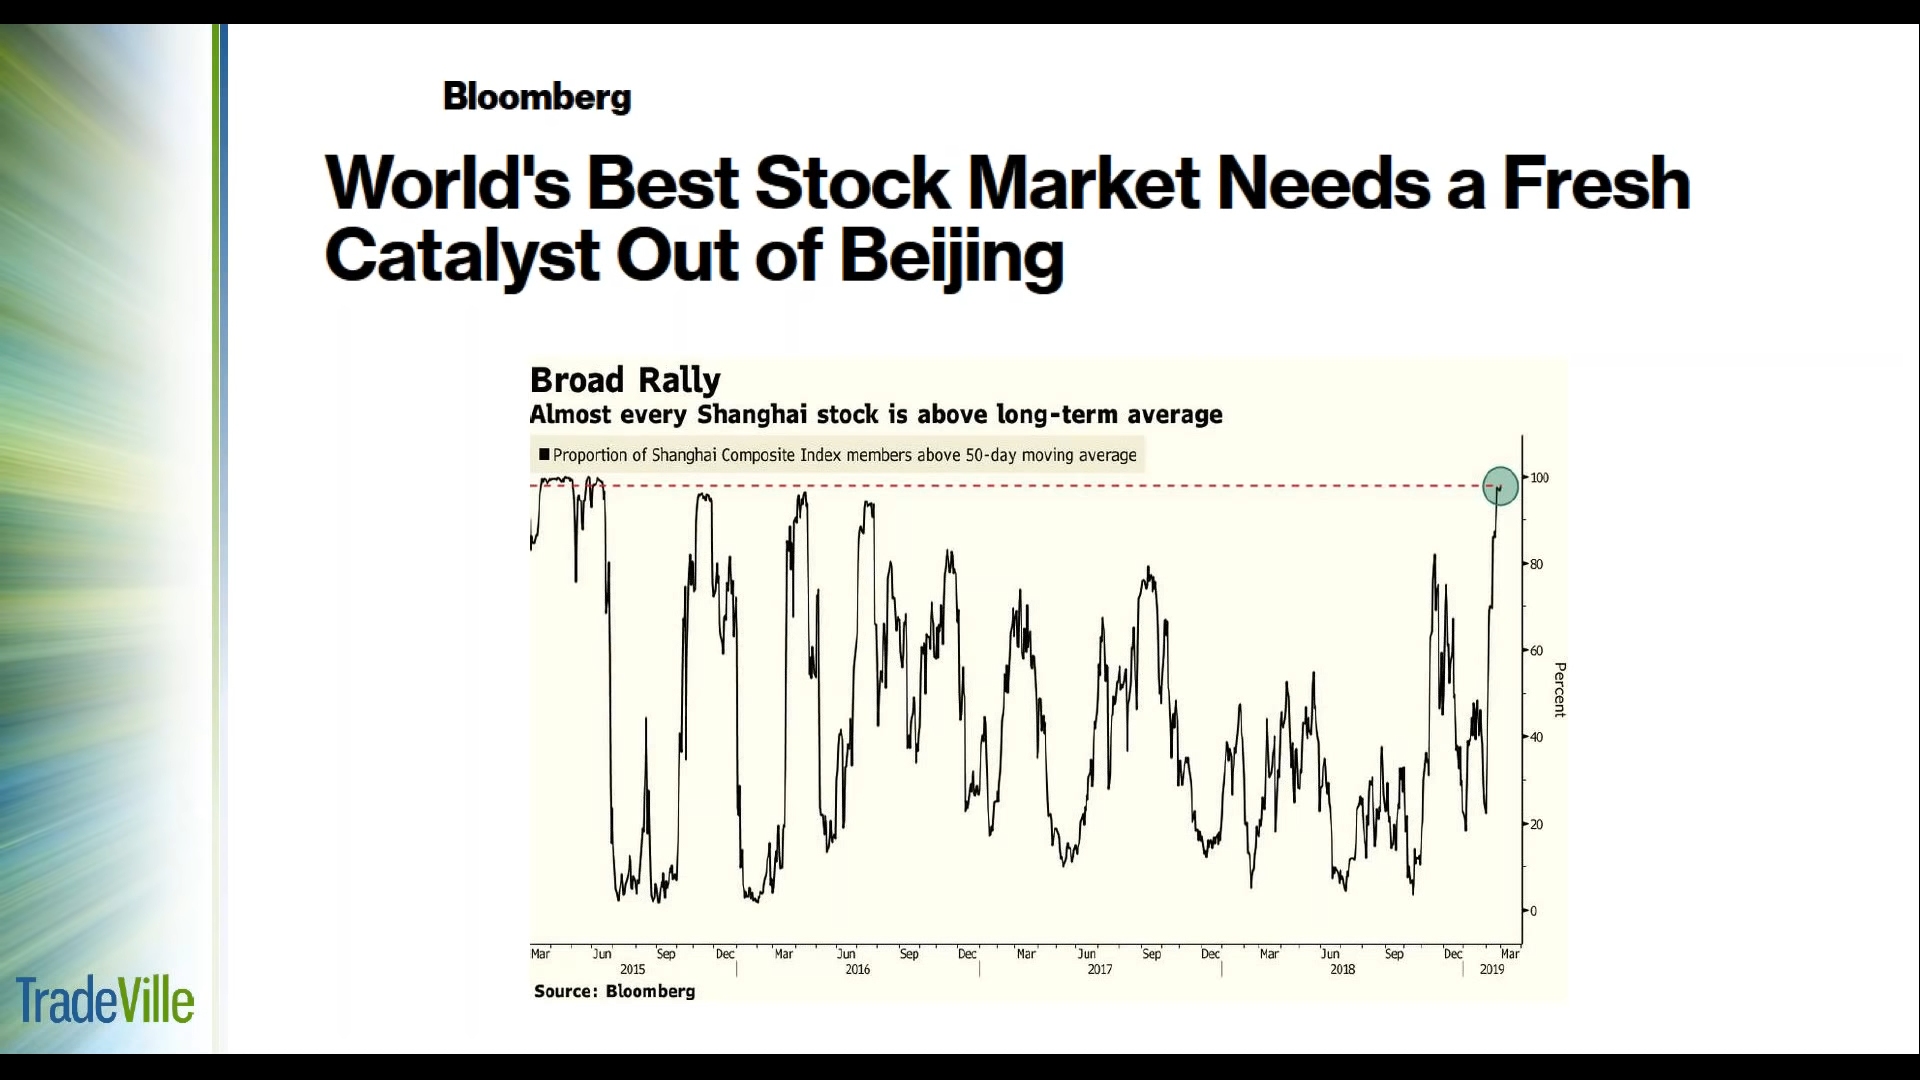 Bloomberg
World's Best Stock Market Needs a Fresh
Catalyst Out of Beijing
Broad Rally
Almost every Shanghai stock is above long-term average
Proportion of Shanghai Composite Index members above 50-day moving average
100
80
60
40
20
0
Percent
Mar Jun Sep Dec Mar Jun Sep Dec Mar Jun Sep Dec Mar Jun Sep Dec Mar
2015 2016 2017 2018 2019
Source: Bloomberg
TradeVille